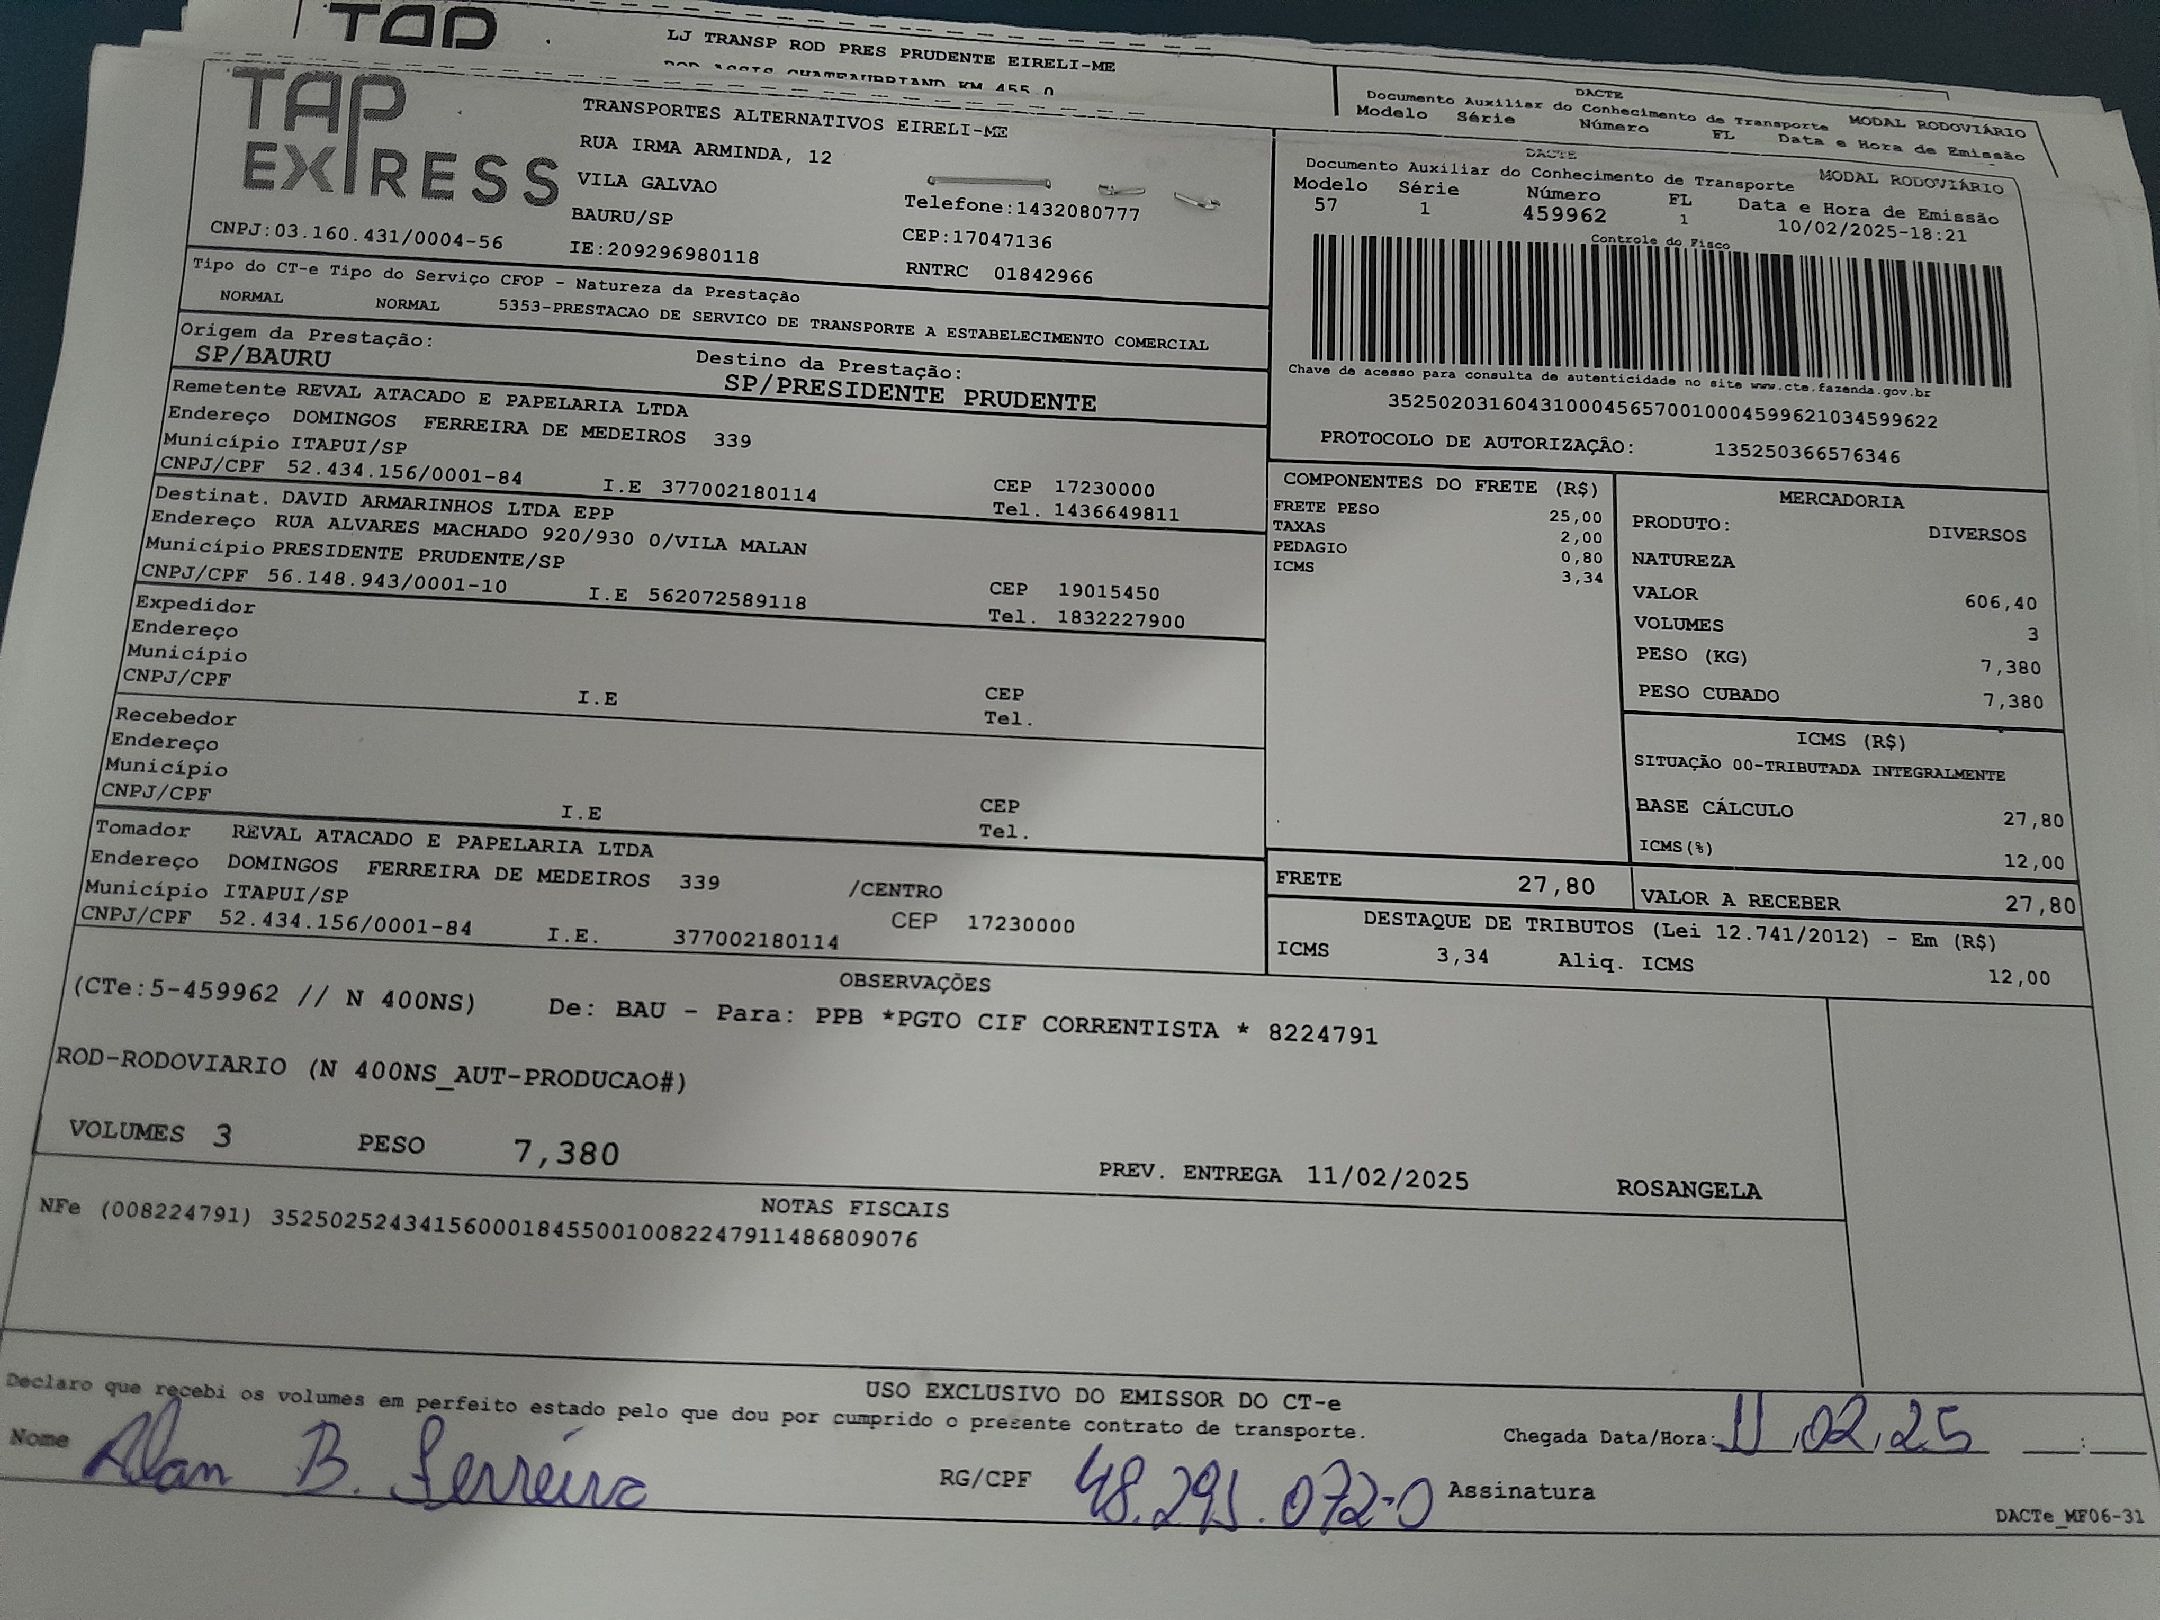 TAP
LJ TRANSP ROD PRES PRUDENTE EIRELI-ME
ROD ASSIS CHATEAUBRIAND KM 455 0
DACTE
Documento Auxiliar do Conhecimento de Transporte MODAL RODOVIÁRIO
Modelo Série Número FL Data e Hora de Emissão
TAP
EXPRESS
CNPJ:03.160.431/0004-56
TRANSPORTES ALTERNATIVOS EIRELI-ME
RUA IRMA ARMINDA, 12
VILA GALVAO
BAURU/SP
IE:209296980118
Telefone:1432080777
CEP:17047136
RNTRC 01842966
DACTE
Documento Auxiliar do Conhecimento de Transporte MODAL RODOVIÁRIO
Modelo Série Número FL Data e Hora de Emissão
57 1 459962 1 10/02/2025-18:21
Controle do Fisco
Chave de acesso para consulta de autenticidade no site www.cte.fazenda.gov.br
35250203160431000456570010004599621034599622
PROTOCOLO DE AUTORIZAÇÃO: 135250366576346
Tipo do CT-e Tipo do Serviço CFOP - Natureza da Prestação
NORMAL NORMAL 5353-PRESTACAO DE SERVICO DE TRANSPORTE A ESTABELECIMENTO COMERCIAL
Origem da Prestação: Destino da Prestação:
SP/BAURU SP/PRESIDENTE PRUDENTE
Remetente REVAL ATACADO E PAPELARIA LTDA
Endereço DOMINGOS FERREIRA DE MEDEIROS 339
Município ITAPUI/SP CEP 17230000
CNPJ/CPF 52.434.156/0001-84 I.E 377002180114 Tel. 1436649811
Destinat. DAVID ARMARINHOS LTDA EPP
Endereço RUA ALVARES MACHADO 920/930 0/VILA MALAN
Município PRESIDENTE PRUDENTE/SP CEP 19015450
CNPJ/CPF 56.148.943/0001-10 I.E 562072589118 Tel. 1832227900
Expedidor
Endereço
Município CEP
CNPJ/CPF I.E Tel.
Recebedor
Endereço
Município CEP
CNPJ/CPF I.E Tel.
Tomador REVAL ATACADO E PAPELARIA LTDA
Endereço DOMINGOS FERREIRA DE MEDEIROS 339 /CENTRO
Município ITAPUI/SP CEP 17230000
CNPJ/CPF 52.434.156/0001-84 I.E. 377002180114
COMPONENTES DO FRETE (R$)
FRETE PESO 25,00
TAXAS 2,00
PEDAGIO 0,80
ICMS 3,34
MERCADORIA
PRODUTO: DIVERSOS
NATUREZA
VALOR 606,40
VOLUMES 3
PESO (KG) 7,380
PESO CUBADO 7,380
ICMS (R$)
SITUAÇÃO 00-TRIBUTADA INTEGRALMENTE
BASE CÁLCULO 27,80
ICMS(%) 12,00
FRETE 27,80 VALOR A RECEBER 27,80
DESTAQUE DE TRIBUTOS (Lei 12.741/2012) - Em (R$)
ICMS 3,34 Aliq. ICMS 12,00
OBSERVAÇÕES
(CTe:5-459962 // N 400NS) De: BAU - Para: PPB *PGTO CIF CORRENTISTA * 8224791
ROD-RODOVIARIO (N 400NS_AUT-PRODUCAO#)
VOLUMES 3 PESO 7,380 PREV. ENTREGA 11/02/2025 ROSANGELA
NOTAS FISCAIS
NFe (008224791) 35250252434156000184550010082247911486809076
USO EXCLUSIVO DO EMISSOR DO CT-e
Declaro que recebi os volumes em perfeito estado pelo que dou por cumprido o presente contrato de transporte.
Chegada Data/Hora: 11,02,25 __:__
Nome Alan B. Ferreira RG/CPF 48.291.072-0 Assinatura
DACTe_MF06-31